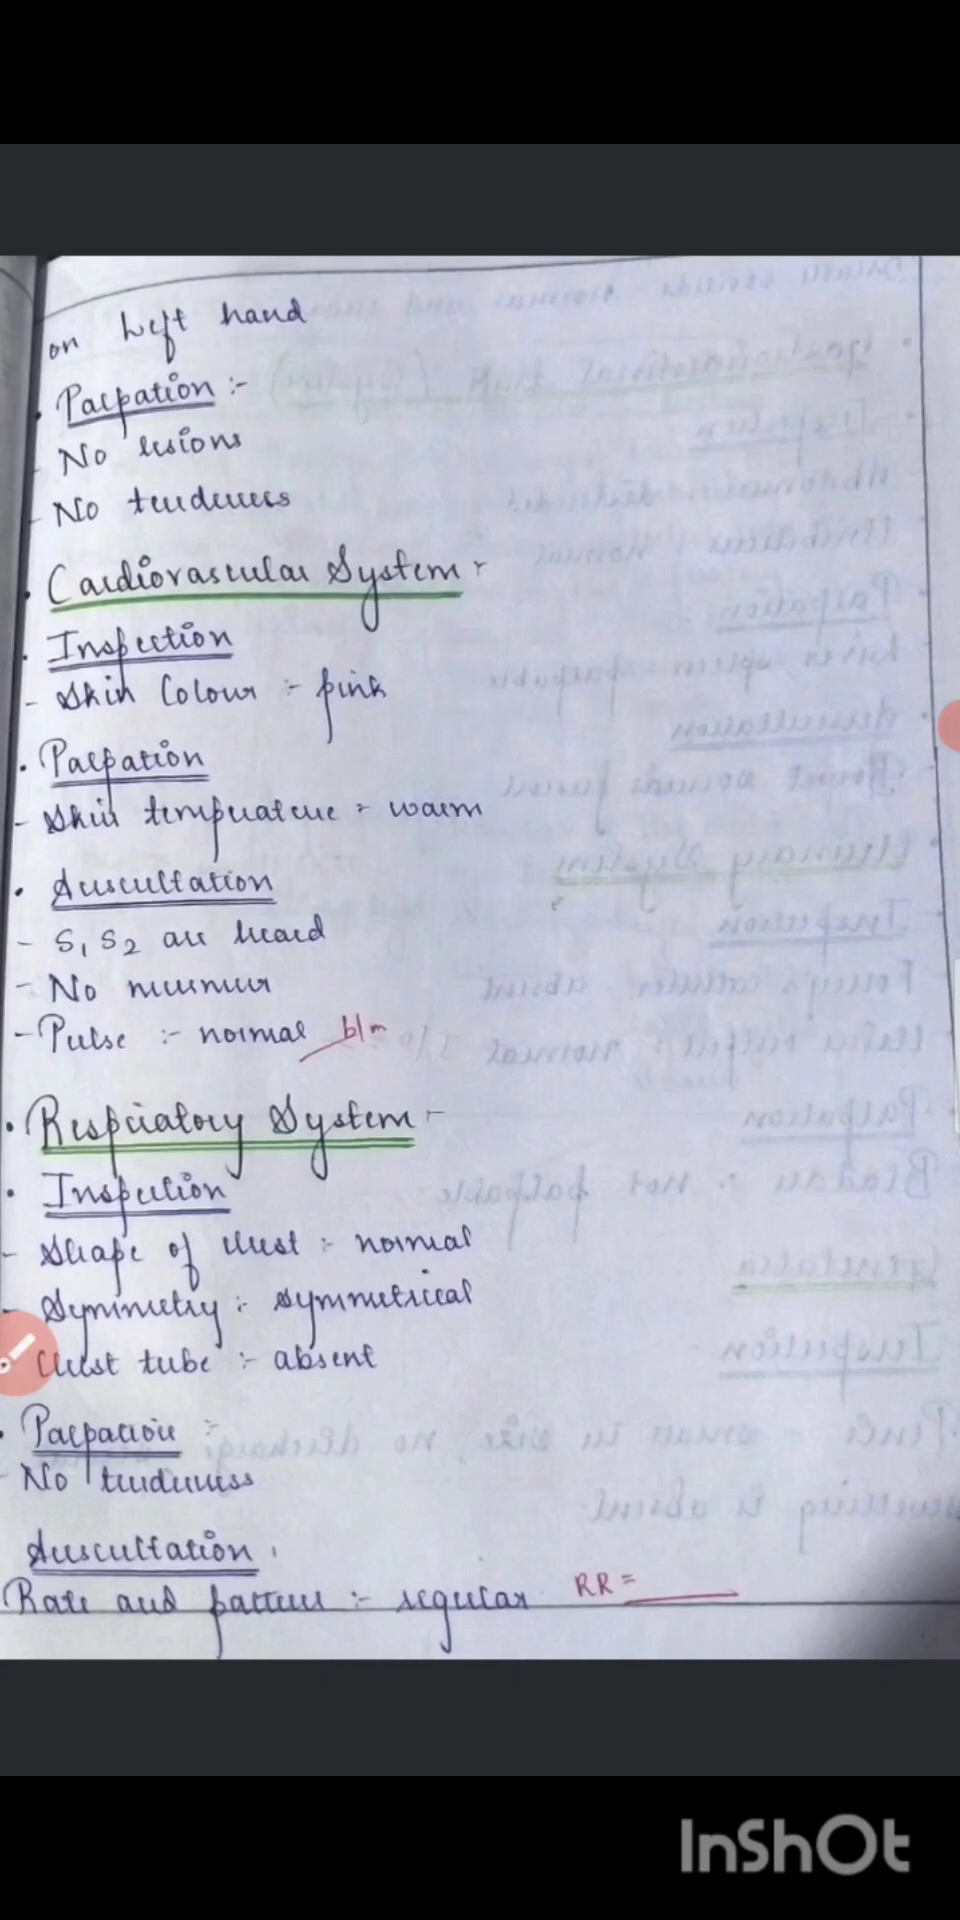 on Left hand
• Palpation :-
- No lesions
- No tenderness
• Cardiovascular System :-
• Inspection
- Skin Colour :- pink
• Palpation
- Skin temperature :- warm
• Auscultation
- S1 S2 are heard
- No murmur
- Pulse :- normal b/m
• Respiratory System :-
• Inspection
- Shape of chest :- normal
- Symmetry :- symmetrical
Chest tube :- absent
• Palpation :-
- No tenderness
Auscultation
Rate and pattern :- regular RR =
InShOt